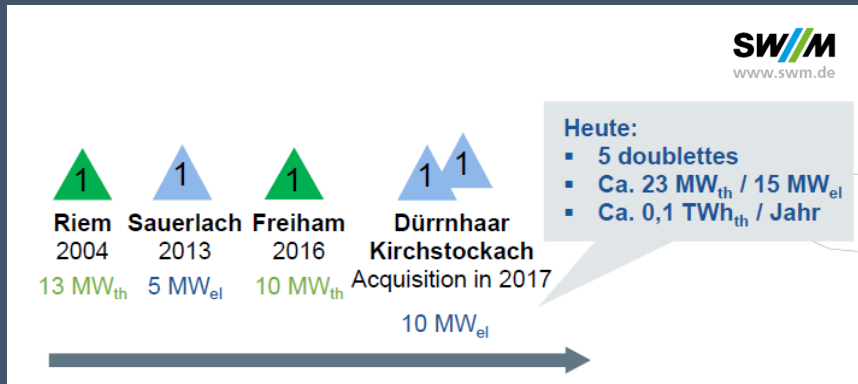 SW//M
www.swm.de
Heute:
▪ 5 doublettes
▪ Ca. 23 MWth / 15 MWel
▪ Ca. 0,1 TWhth / Jahr
1 1 1 1 1
Riem Sauerlach Freiham Dürrnhaar
2004 2013 2016 Kirchstockach
13 MWth 5 MWel 10 MWth Acquisition in 2017
10 MWel